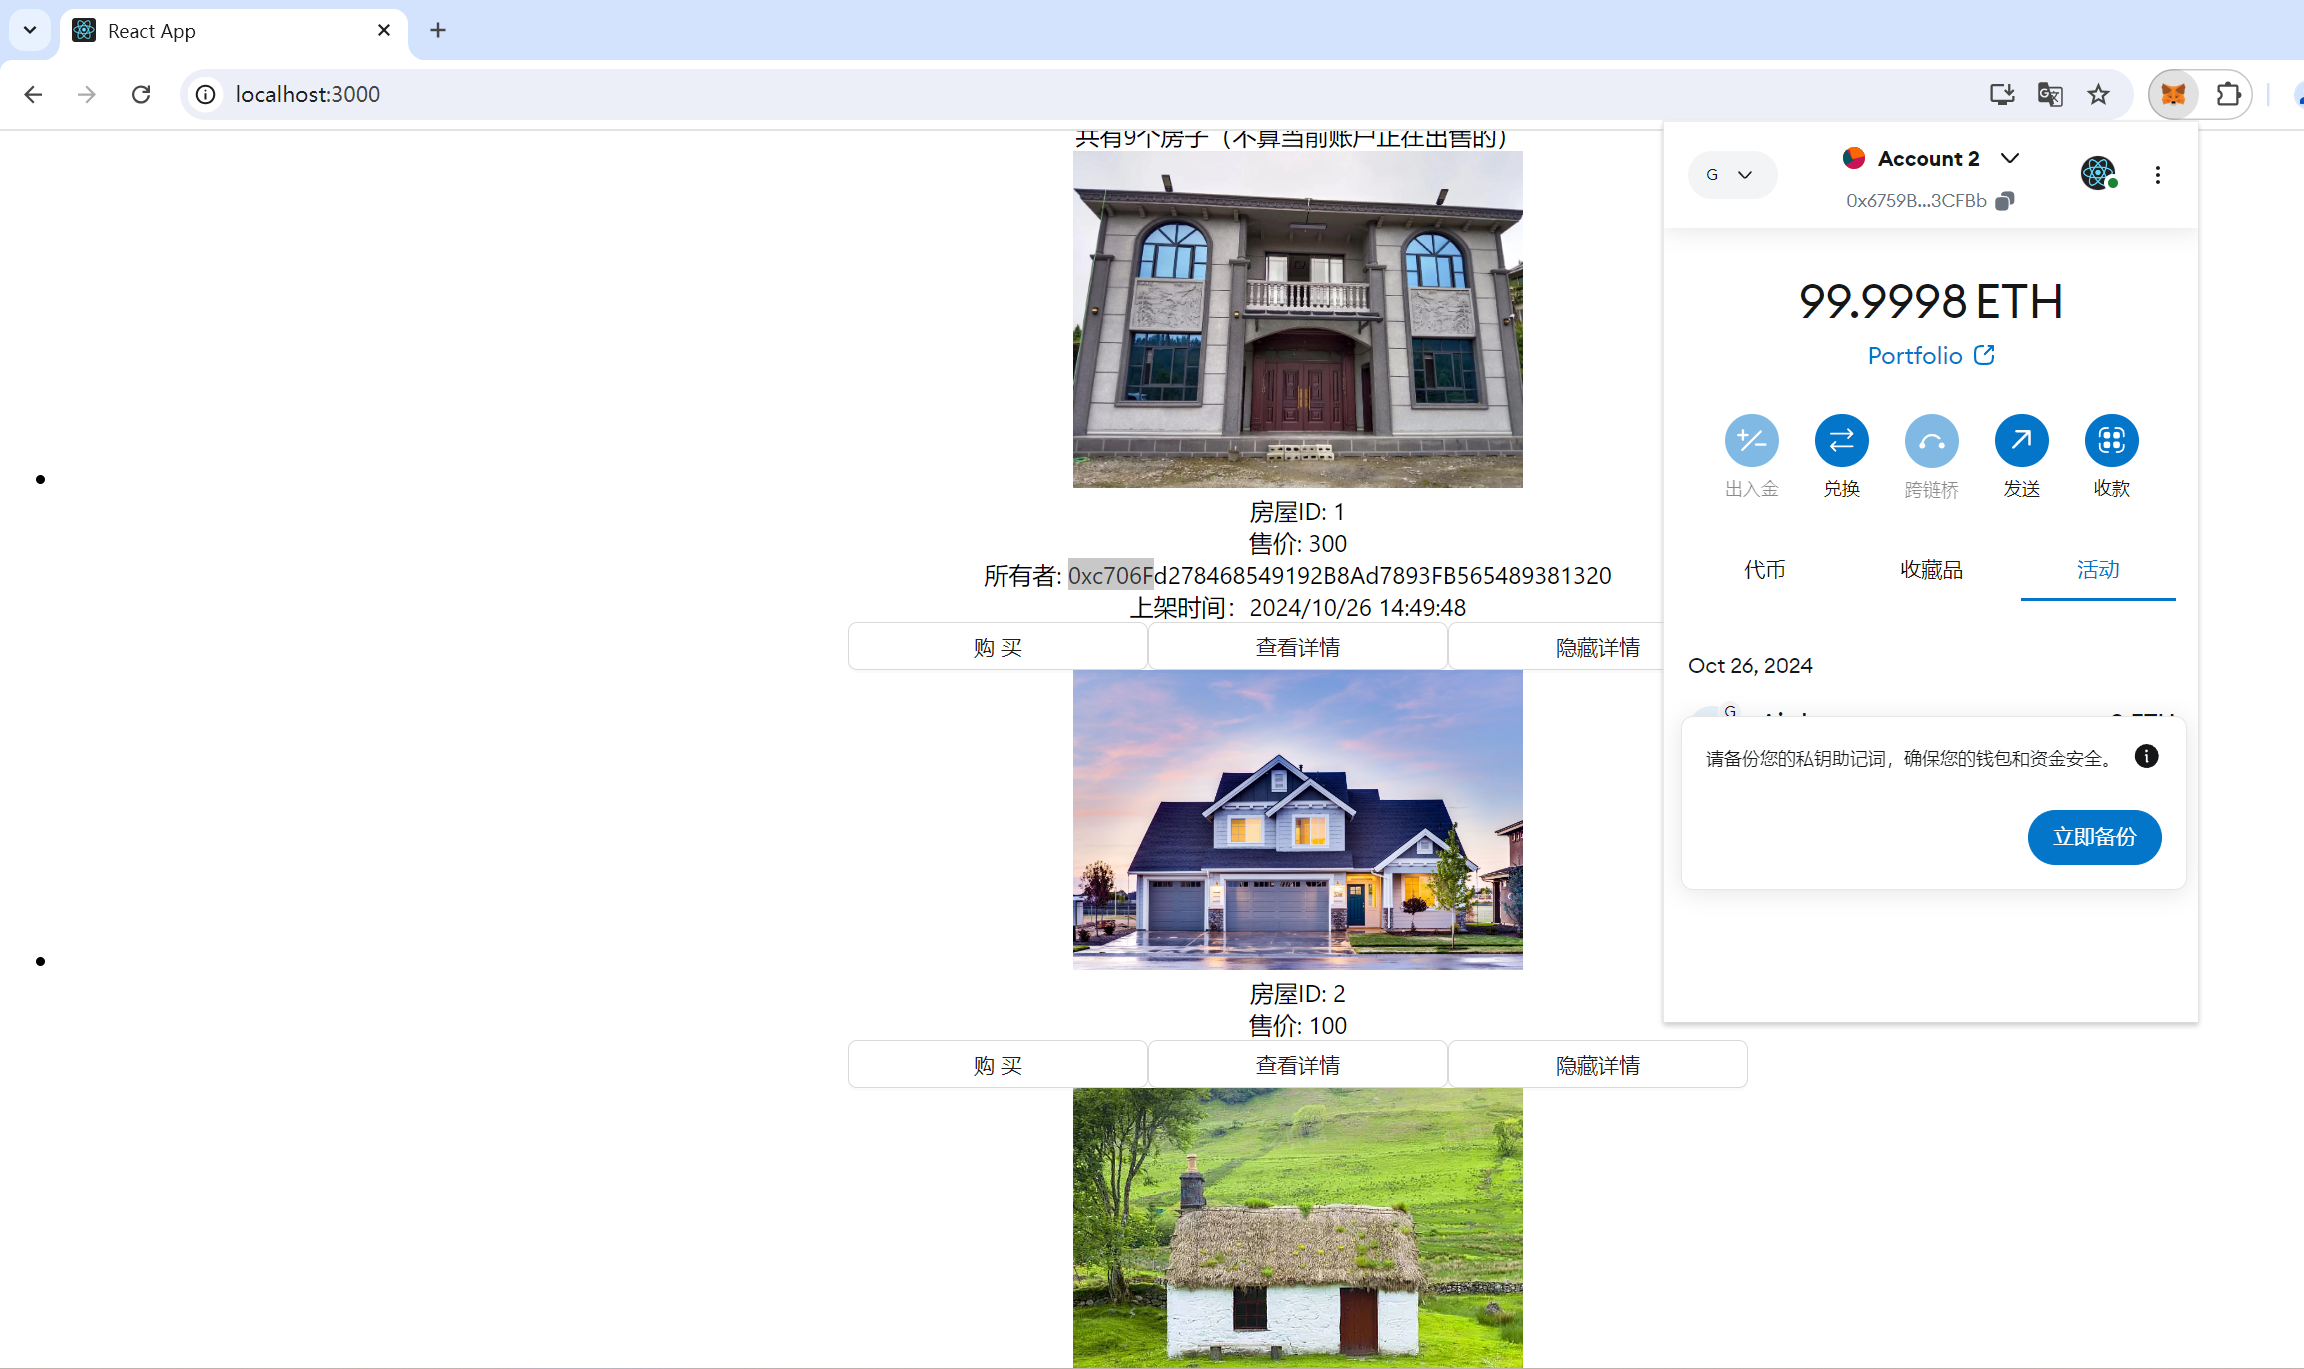 React App
localhost:3000
共有9个房子（不算当前账户正在出售的）
房屋ID: 1
售价: 300
所有者: 0xc706Fd278468549192B8Ad7893FB565489381320
上架时间：2024/10/26 14:49:48
购 买
查看详情
隐藏详情
房屋ID: 2
售价: 100
购 买
查看详情
隐藏详情
G
Account 2
0x6759B...3CFBb
99.9998 ETH
Portfolio
出入金
兑换
跨链桥
发送
收款
代币
收藏品
活动
Oct 26, 2024
G
请备份您的私钥助记词，确保您的钱包和资金安全。
立即备份